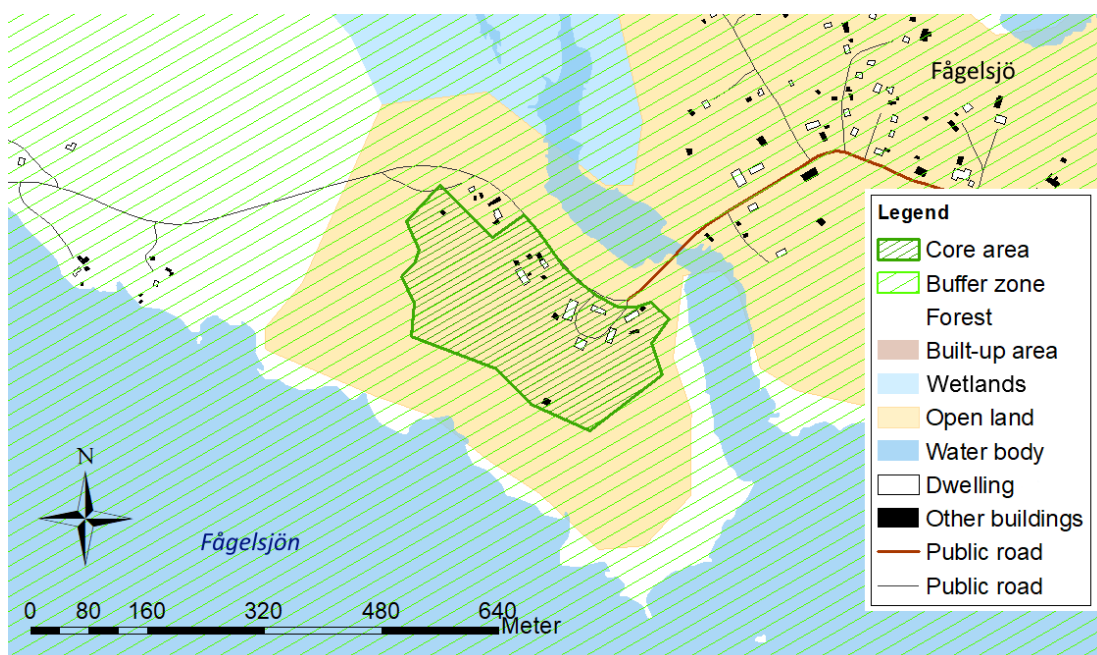 Fågelsjö
Legend
Core area
Buffer zone
Forest
Built-up area
Wetlands
Open land
Water body
Dwelling
Other buildings
Public road
Public road
N
Fågelsjön
0 80 160 320 480 640
Meter